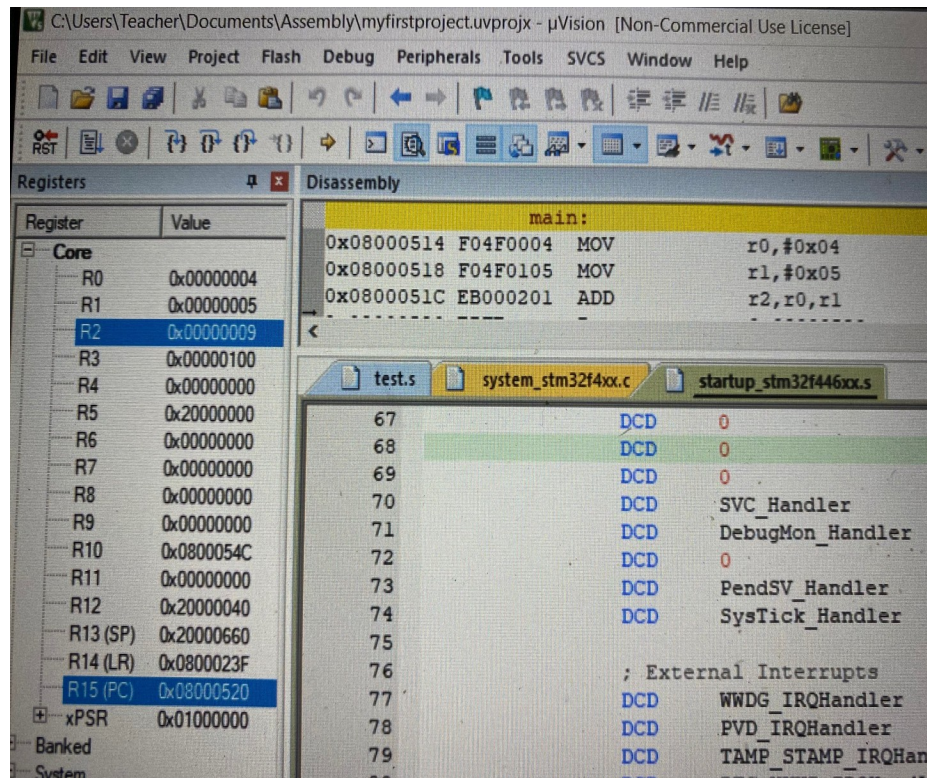 C:\Users\Teacher\Documents\Assembly\myfirstproject.uvprojx - µVision [Non-Commercial Use License]
File Edit View Project Flash Debug Peripherals Tools SVCS Window Help
RST
Registers
Register Value
Core
R0 0x00000004
R1 0x00000005
R2 0x00000009
R3 0x00000100
R4 0x00000000
R5 0x20000000
R6 0x00000000
R7 0x00000000
R8 0x00000000
R9 0x00000000
R10 0x0800054C
R11 0x00000000
R12 0x20000040
R13 (SP) 0x20000660
R14 (LR) 0x0800023F
R15 (PC) 0x08000520
xPSR 0x01000000
Banked
System
Disassembly
main:
0x08000514 F04F0004 MOV r0,#0x04
0x08000518 F04F0105 MOV r1,#0x05
0x0800051C EB000201 ADD r2,r0,r1
test.s system_stm32f4xx.c startup_stm32f446xx.s
67 DCD 0
68 DCD 0
69 DCD 0
70 DCD SVC_Handler
71 DCD DebugMon_Handler
72 DCD 0
73 DCD PendSV_Handler
74 DCD SysTick_Handler
75
76 ; External Interrupts
77 DCD WWDG_IRQHandler
78 DCD PVD_IRQHandler
79 DCD TAMP_STAMP_IRQHan